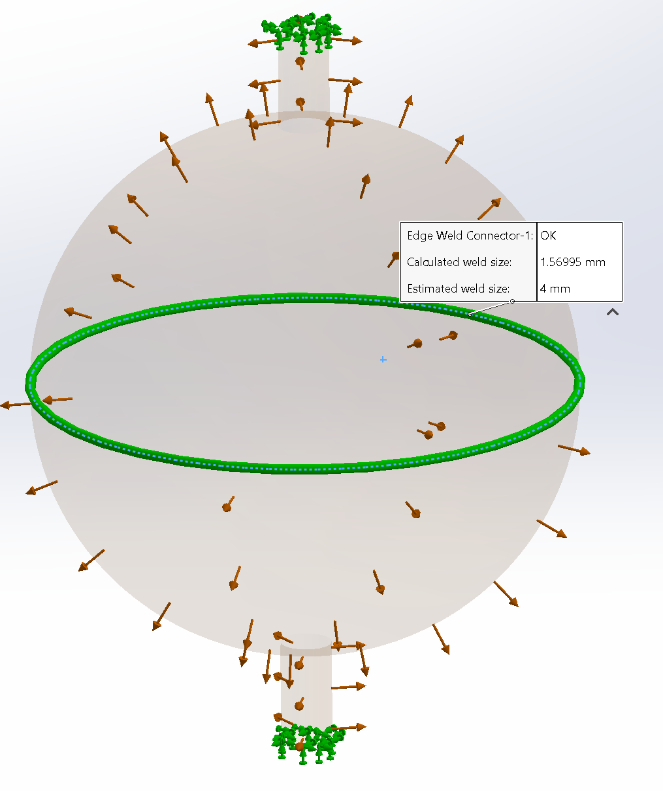 Edge Weld Connector-1: OK
Calculated weld size: 1.56995 mm
Estimated weld size: 4 mm